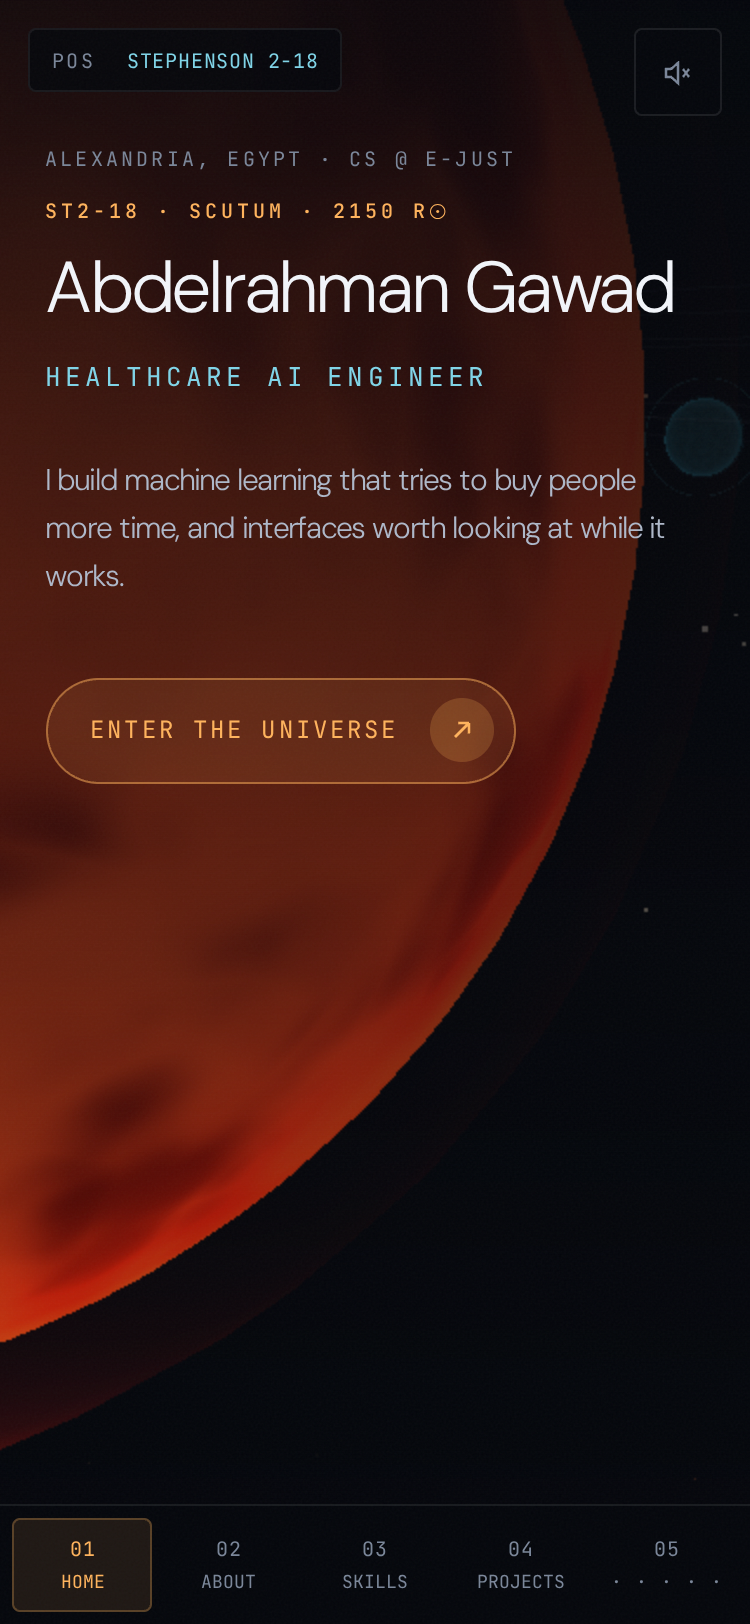 POS STEPHENSON 2-18
ALEXANDRIA, EGYPT · CS @ E-JUST
ST2-18 · SCUTUM · 2150 R☉
Abdelrahman Gawad
HEALTHCARE AI ENGINEER
I build machine learning that tries to buy people
more time, and interfaces worth looking at while it
works.
ENTER THE UNIVERSE
01 02 03 04 05
HOME ABOUT SKILLS PROJECTS · · · · ·